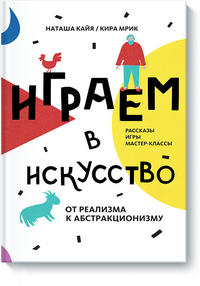 НАТАША КАЙЯ / КИРА МРИК
ИГРАЕМ
В
ИСКУССТВО
РАССКАЗЫ
ИГРЫ
МАСТЕР-КЛАССЫ
ОТ РЕАЛИЗМА
К АБСТРАКЦИОНИЗМУ